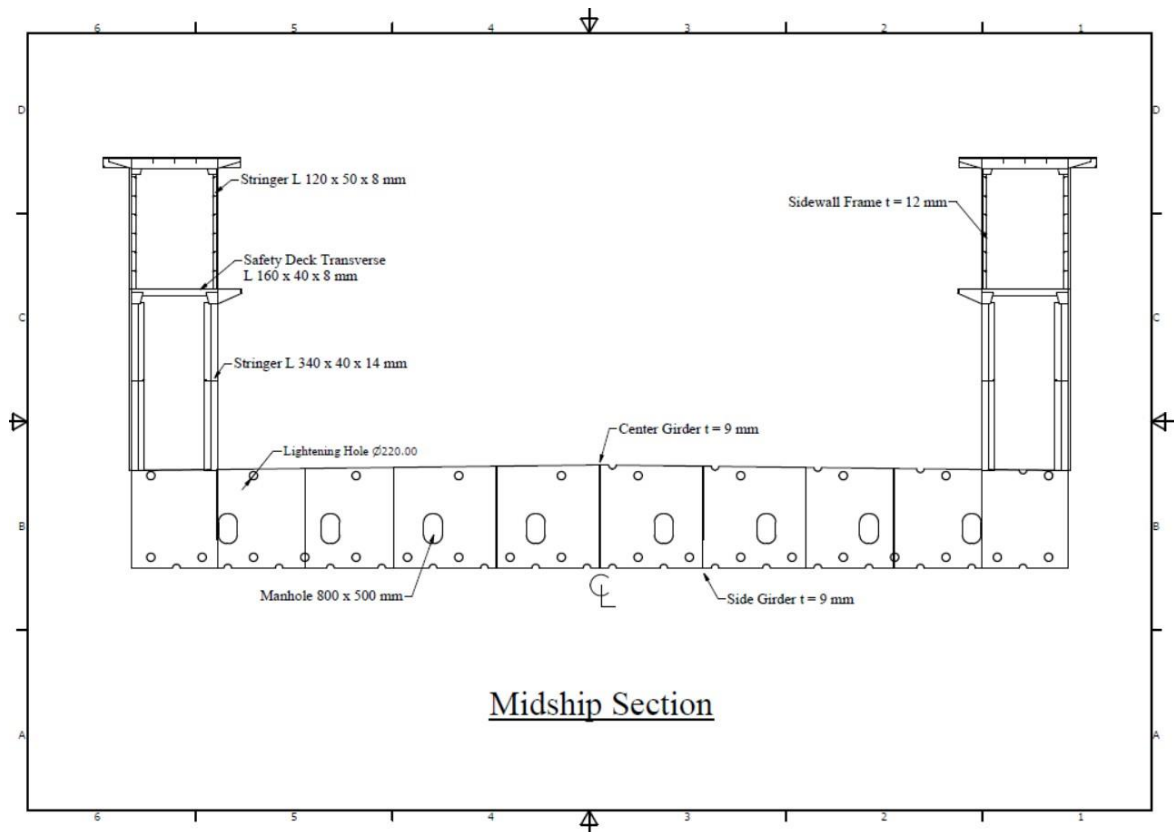 6 5 4 3 2 1
D D
Stringer L 120 x 50 x 8 mm
Sidewall Frame t = 12 mm
Safety Deck Transverse
L 160 x 40 x 8 mm
C C
Stringer L 340 x 40 x 14 mm
Center Girder t = 9 mm
Lightening Hole Ø220.00
B B
Manhole 800 x 500 mm
CL
Side Girder t = 9 mm
Midship Section
A A
6 5 4 3 2 1